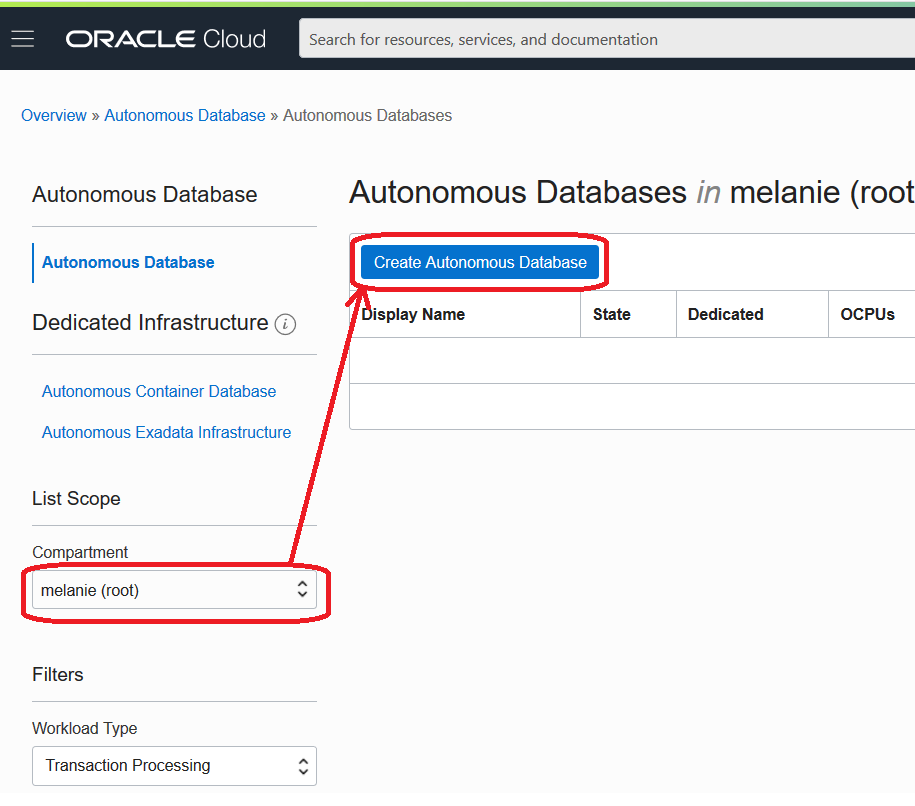 ORACLE Cloud
Search for resources, services, and documentation
Overview » Autonomous Database » Autonomous Databases
Autonomous Database
Autonomous Database
Dedicated Infrastructure i
Autonomous Container Database
Autonomous Exadata Infrastructure
List Scope
Compartment
melanie (root)
Filters
Workload Type
Transaction Processing
Autonomous Databases in melanie (root
Create Autonomous Database
Display Name State Dedicated OCPUs